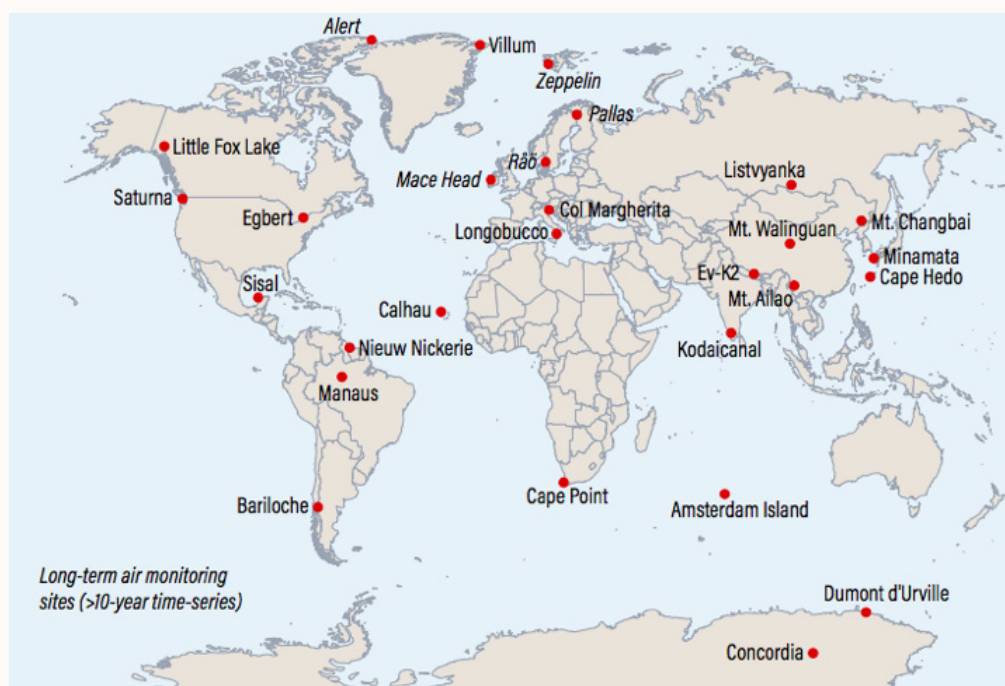 Alert
Villum
Zeppelin
Pallas
Little Fox Lake
Råö
Mace Head
Listvyanka
Saturna
Egbert
Col Margherita
Mt. Changbai
Longobucco
Mt. Walinguan
Minamata
Ev-K2
Cape Hedo
Sisal
Mt. Ailao
Calhau
Kodaicanal
Nieuw Nickerie
Manaus
Cape Point
Bariloche
Amsterdam Island
Long-term air monitoring
sites (>10-year time-series)
Dumont d'Urville
Concordia